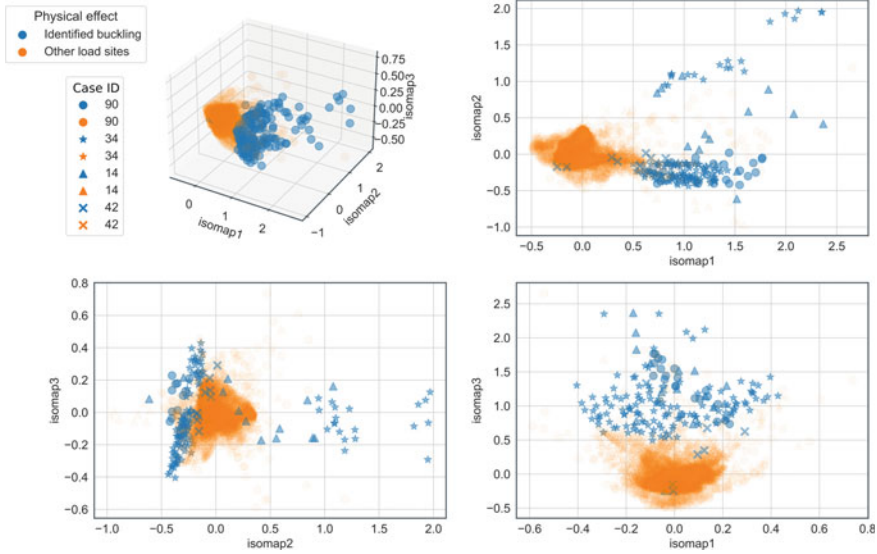 Physical effect
Identified buckling
Other load sites
Case ID
90
90
34
34
14
14
42
42
0.75
0.50
0.25
0.00
−0.25
−0.50
isomap3
0
1
2
isomap1
−1
0
1
2
isomap2
2.0
1.5
1.0
0.5
0.0
−0.5
−1.0
isomap2
−0.5 0.0 0.5 1.0 1.5 2.0 2.5
isomap1
0.8
0.6
0.4
0.2
0.0
−0.2
−0.4
−0.6
isomap3
−1.0 −0.5 0.0 0.5 1.0 1.5 2.0
isomap2
2.5
2.0
1.5
1.0
0.5
0.0
−0.5
isomap3
−0.6 −0.4 −0.2 0.0 0.2 0.4 0.6 0.8
isomap1